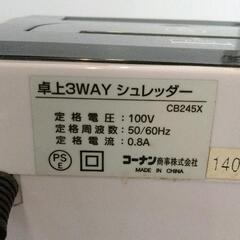 卓上3WAY シュレッダー
CB245X
定格電圧：100V
定格周波数：50/60Hz
定格電流：0.8A
PS
E
コーナン商事株式会社
MADE IN CHINA
140